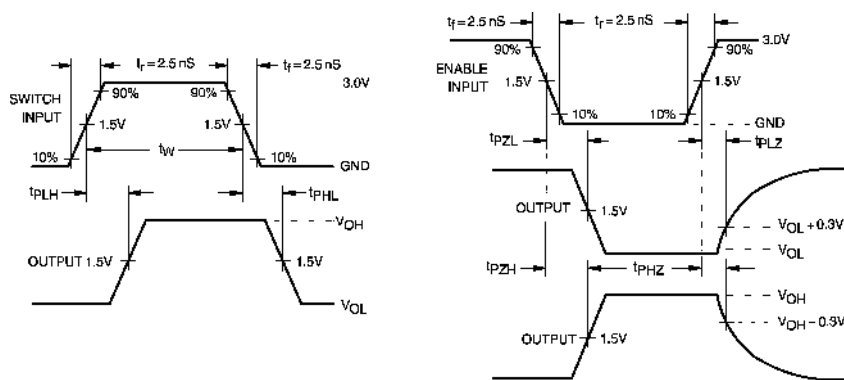 tr = 2.5 nS
tf = 2.5 nS
3.0V
SWITCH
INPUT
90%
90%
1.5V
1.5V
10%
tW
10%
GND
tPLH
tPHL
VOH
OUTPUT 1.5V
1.5V
VOL
tf = 2.5 nS
tr = 2.5 nS
90%
90%
3.0V
ENABLE
INPUT
1.5V
1.5V
10%
10%
GND
tPZL
tPLZ
OUTPUT
1.5V
VOL + 0.3V
VOL
tPZH
tPHZ
VOH
VOH - 0.3V
OUTPUT
1.5V